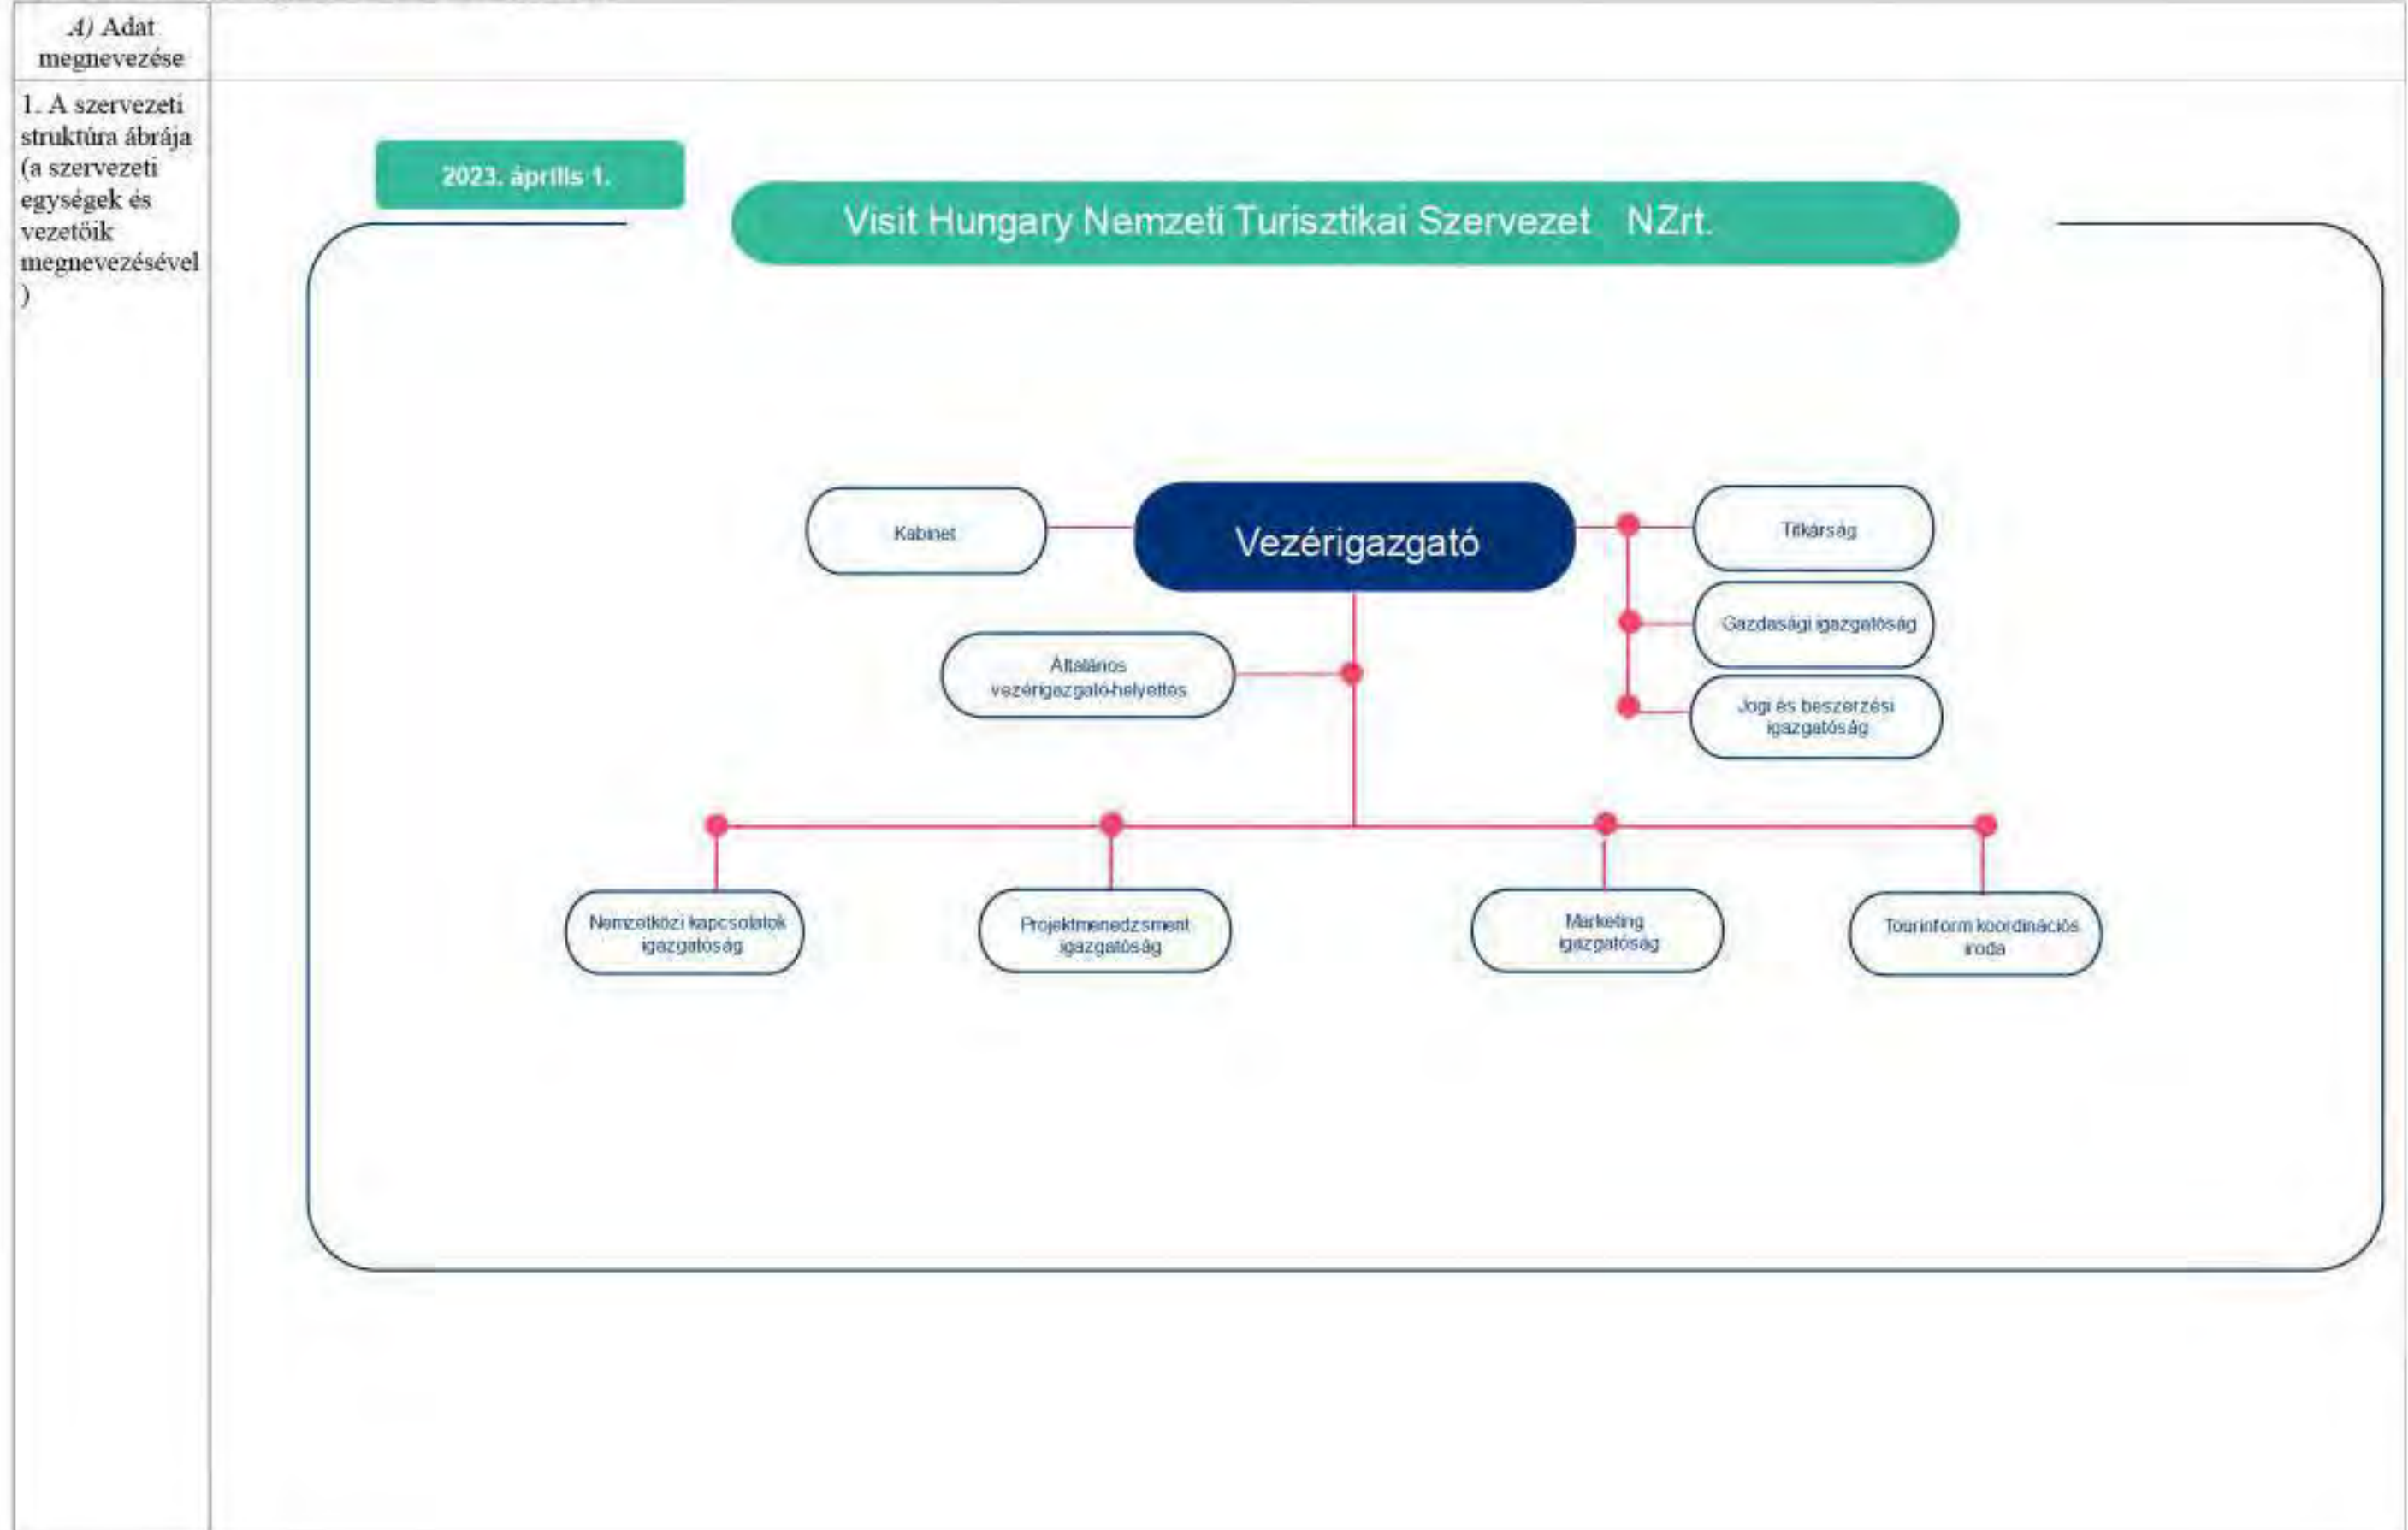 A) Adat
megnevezése
1. A szervezeti
struktúra ábrája
(a szervezeti
egységek és
vezetőik
megnevezésével
)
2023. április 1.
Visit Hungary Nemzeti Turisztikai Szervezet NZrt.
Kabinet
Vezérigazgató
Titkárság
Gazdasági igazgatóság
Általános
vezérigazgató-helyettes
Jogi és beszerzési
igazgatóság
Nemzetközi kapcsolatok
igazgatóság
Projektmenedzsment
igazgatóság
Marketing
igazgatóság
Tourinform koordinációs
iroda